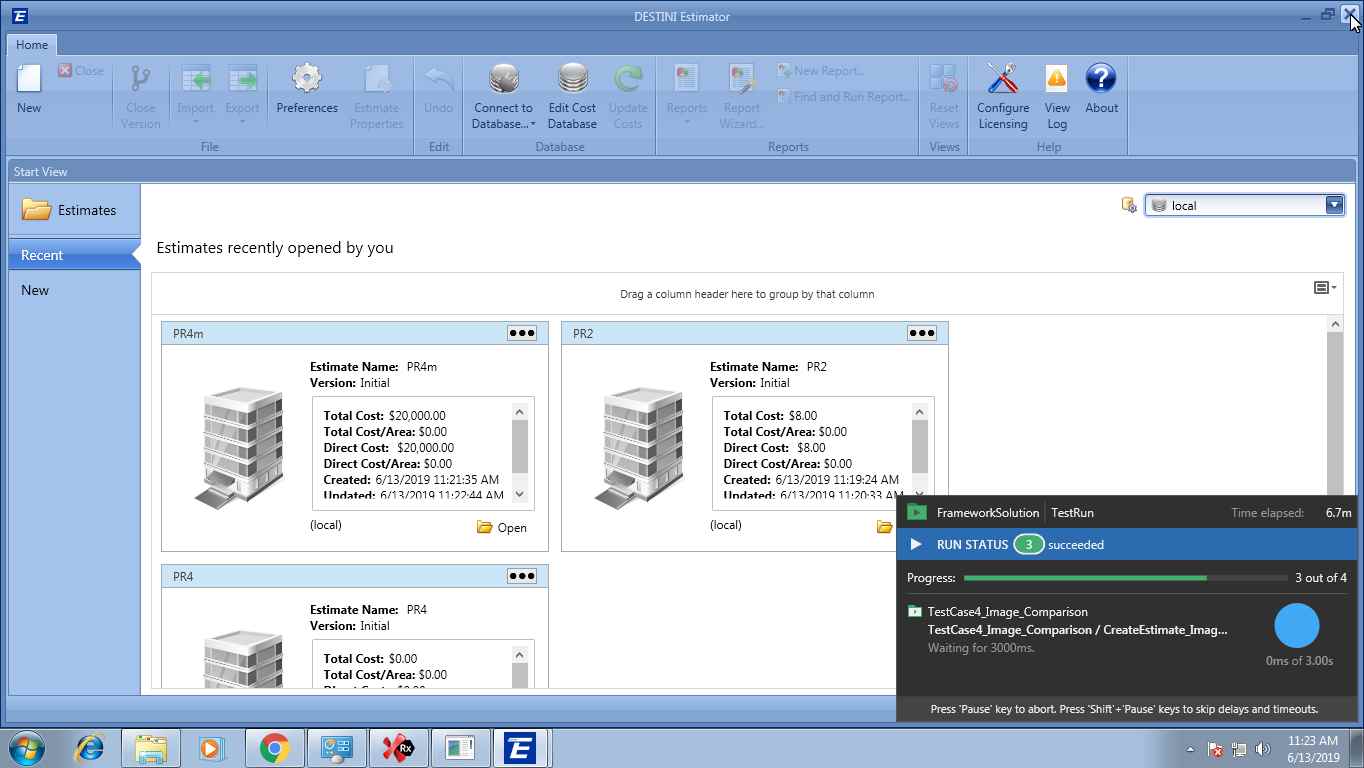 DESTINI Estimator
Home
New
Close
Close Version
Import
Export
Preferences
Estimate Properties
Undo
Connect to Database...
Edit Cost Database
Update Costs
Reports
Report Wizard...
New Report...
Find and Run Report...
Reset Views
Configure Licensing
View Log
About
File
Edit
Database
Reports
Views
Help
Start View
Estimates
Recent
New
local
Estimates recently opened by you
Drag a column header here to group by that column
PR4m
Estimate Name: PR4m
Version: Initial
Total Cost: $20,000.00
Total Cost/Area: $0.00
Direct Cost: $20,000.00
Direct Cost/Area: $0.00
Created: 6/13/2019 11:21:35 AM
Updated: 6/13/2019 11:22:44 AM
(local)
Open
PR2
Estimate Name: PR2
Version: Initial
Total Cost: $8.00
Total Cost/Area: $0.00
Direct Cost: $8.00
Direct Cost/Area: $0.00
Created: 6/13/2019 11:19:24 AM
Updated: 6/13/2019 11:20:33 AM
(local)
PR4
Estimate Name: PR4
Version: Initial
Total Cost: $0.00
Total Cost/Area: $0.00
FrameworkSolution TestRun Time elapsed: 6.7m
RUN STATUS 3 succeeded
Progress: 3 out of 4
TestCase4_Image_Comparison
TestCase4_Image_Comparison / CreateEstimate_Imag...
Waiting for 3000ms.
0ms of 3.00s
Press 'Pause' key to abort. Press 'Shift'+'Pause' keys to skip delays and timeouts.
Rx
11:23 AM
6/13/2019